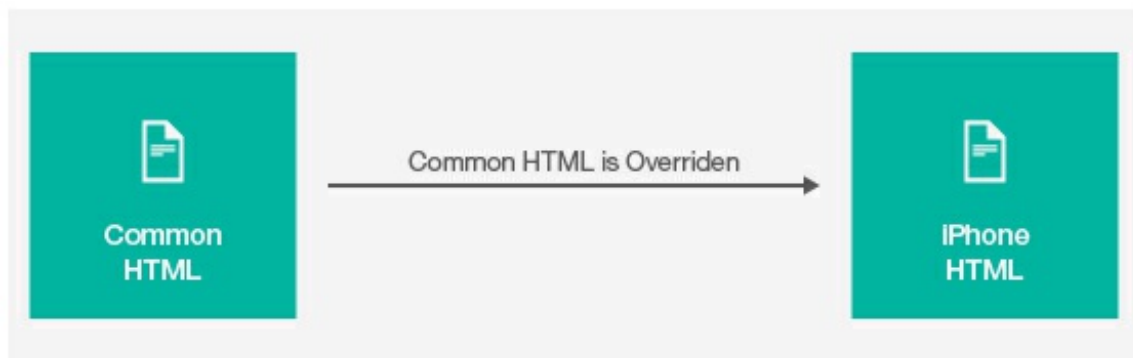 Common HTML is Overriden
Common
HTML
iPhone
HTML